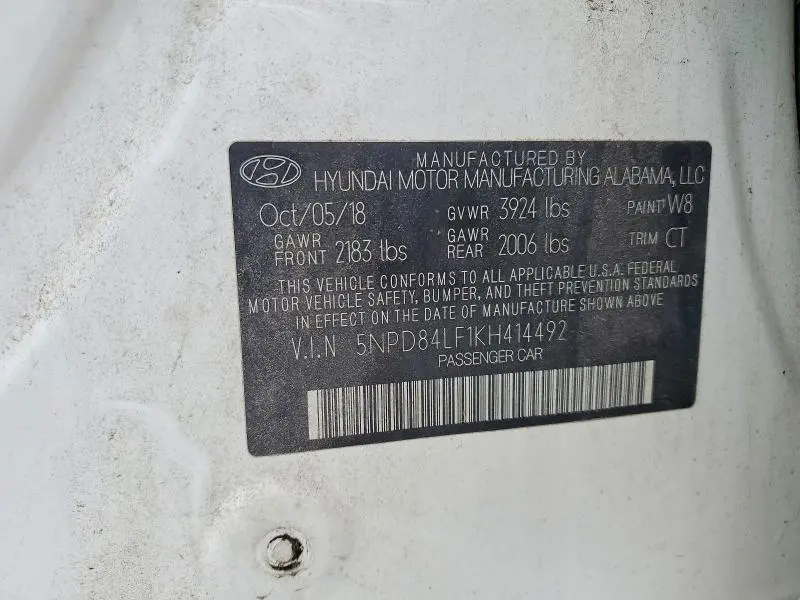 MANUFACTURED BY
HYUNDAI MOTOR MANUFACTURING ALABAMA, LLC
Oct/05/18 GVWR 3924 lbs PAINT W8
GAWR FRONT 2183 lbs GAWR REAR 2006 lbs TRIM CT
THIS VEHICLE CONFORMS TO ALL APPLICABLE U.S.A. FEDERAL
MOTOR VEHICLE SAFETY, BUMPER, AND THEFT PREVENTION STANDARDS
IN EFFECT ON THE DATE OF MANUFACTURE SHOWN ABOVE
V.I.N 5NPD84LF1KH414492
PASSENGER CAR